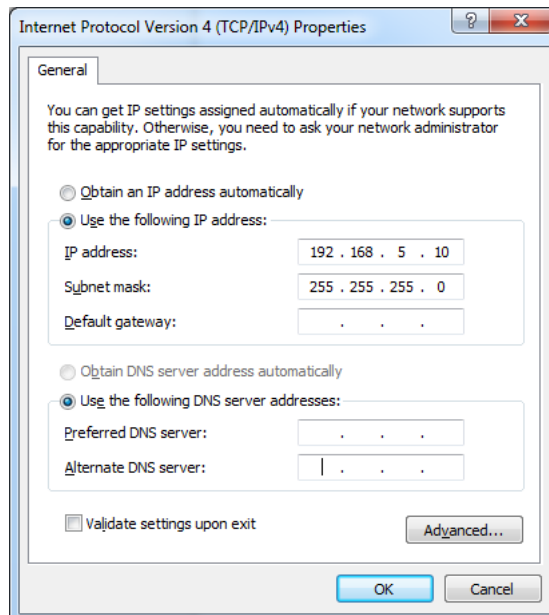 Internet Protocol Version 4 (TCP/IPv4) Properties
General
You can get IP settings assigned automatically if your network supports
this capability. Otherwise, you need to ask your network administrator
for the appropriate IP settings.
Obtain an IP address automatically
Use the following IP address:
IP address: 192 . 168 . 5 . 10
Subnet mask: 255 . 255 . 255 . 0
Default gateway: . . .
Obtain DNS server address automatically
Use the following DNS server addresses:
Preferred DNS server: . . .
Alternate DNS server: . . .
Validate settings upon exit
Advanced...
OK Cancel